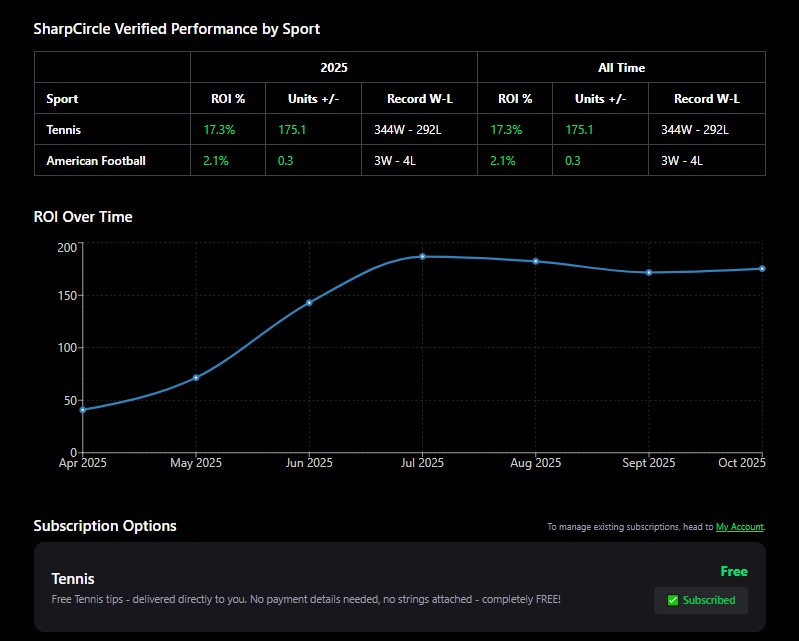 SharpCircle Verified Performance by Sport
2025 All Time
Sport ROI % Units +/- Record W-L ROI % Units +/- Record W-L
Tennis 17.3% 175.1 344W - 292L 17.3% 175.1 344W - 292L
American Football 2.1% 0.3 3W - 4L 2.1% 0.3 3W - 4L
ROI Over Time
200
150
100
50
0
Apr 2025 May 2025 Jun 2025 Jul 2025 Aug 2025 Sept 2025 Oct 2025
Subscription Options To manage existing subscriptions, head to My Account.
Free
Tennis
Free Tennis tips - delivered directly to you. No payment details needed, no strings attached - completely FREE!
✅ Subscribed